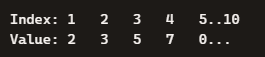 Index: 1   2   3   4   5..10
Value: 2   3   5   7   0...